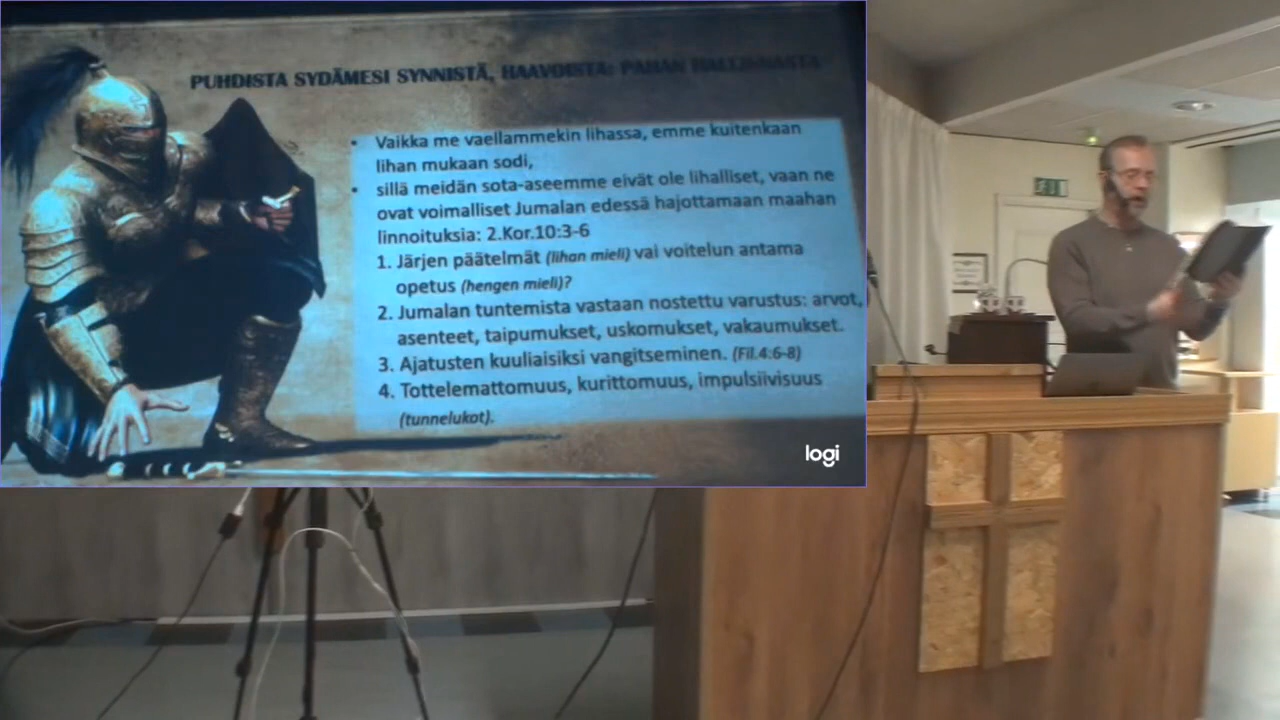 PUHDISTA SYDÄMESI SYNNISTÄ, HAAVOISTA: PAHAN HALLINNASTA
• Vaikka me vaellammekin lihassa, emme kuitenkaan
lihan mukaan sodi,
• sillä meidän sota-aseemme eivät ole lihalliset, vaan ne
ovat voimalliset Jumalan edessä hajottamaan maahan
linnoituksia: 2.Kor.10:3-6
1. Järjen päätelmät (lihan mieli) vai voitelun antama
opetus (hengen mieli)?
2. Jumalan tuntemista vastaan nostettu varustus: arvot,
asenteet, taipumukset, uskomukset, vakaumukset.
3. Ajatusten kuuliaisiksi vangitseminen. (Fil.4:6-8)
4. Tottelemattomuus, kurittomuus, impulsiivisuus
(tunnelukot).
logi